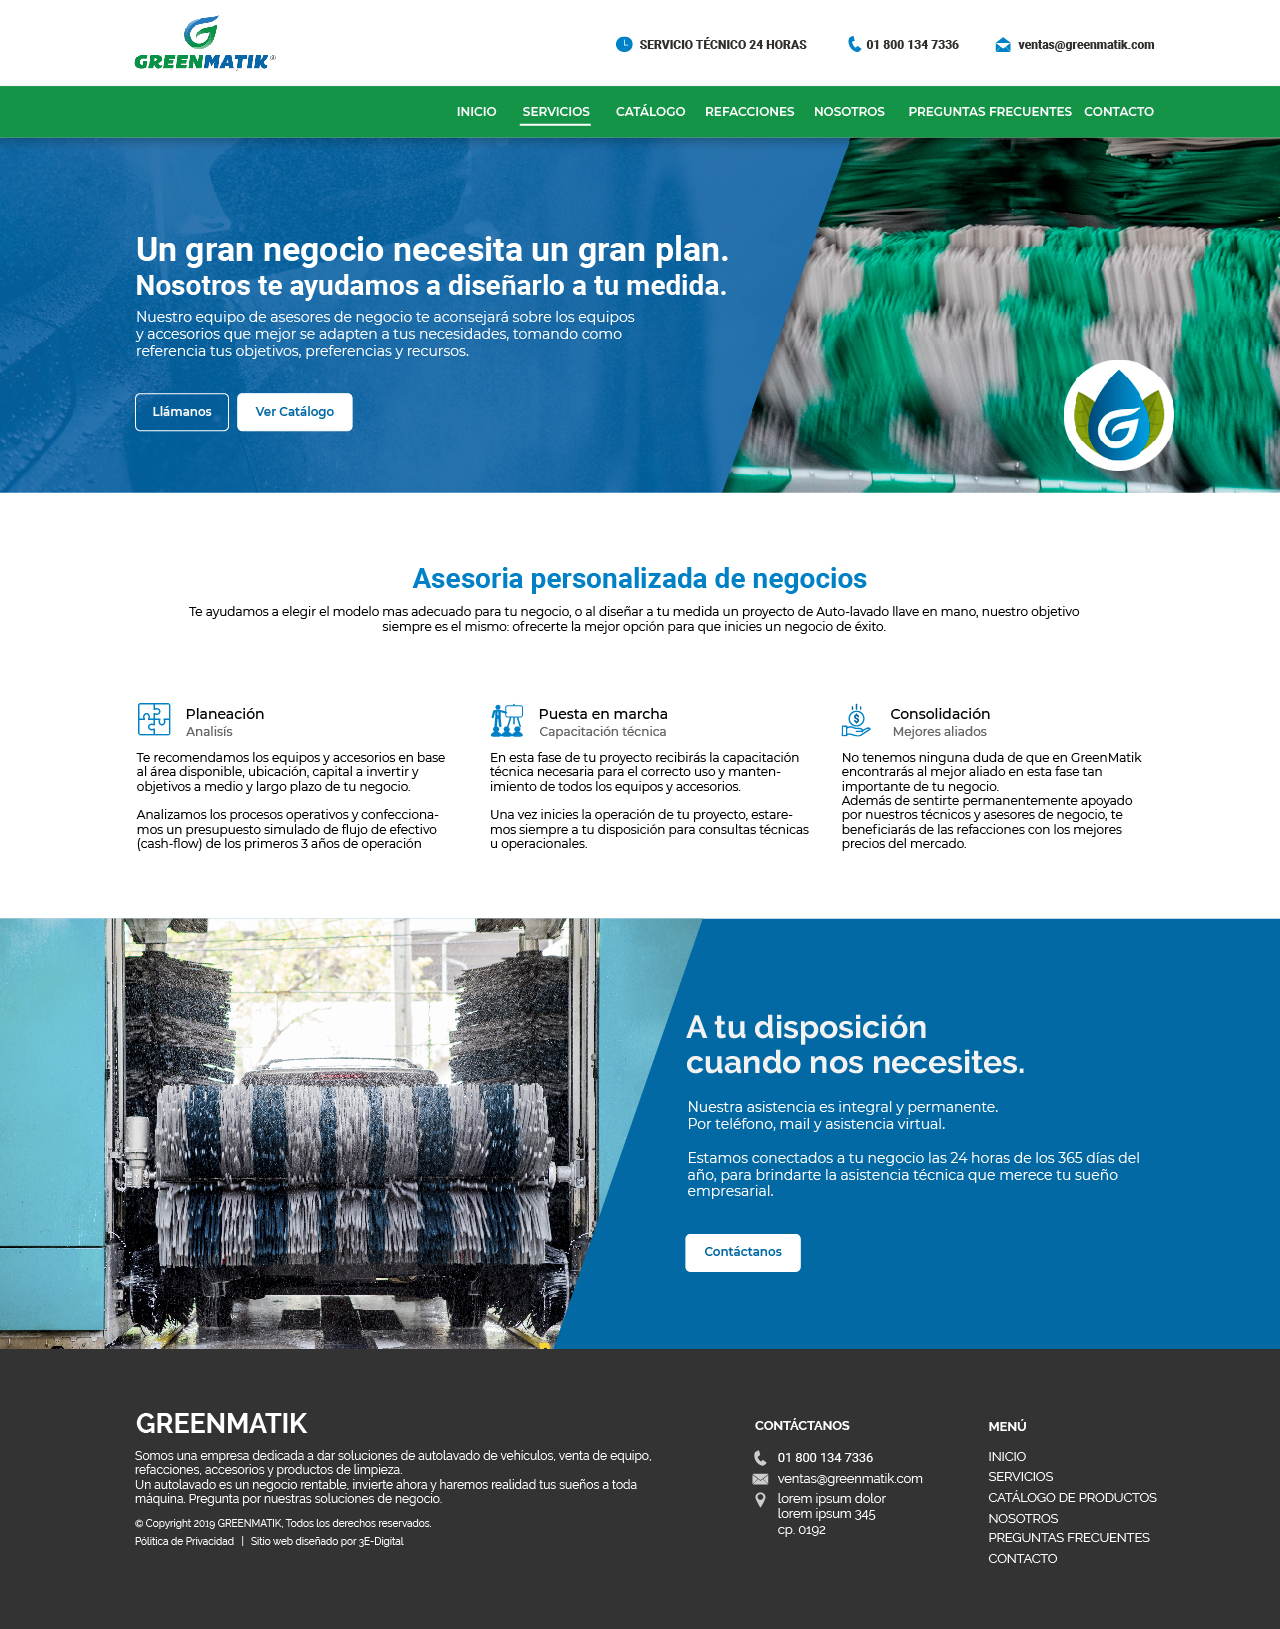 GREENMATIK®
SERVICIO TÉCNICO 24 HORAS
01 800 134 7336
ventas@greenmatik.com
INICIO
SERVICIOS
CATÁLOGO
REFACCIONES
NOSOTROS
PREGUNTAS FRECUENTES
CONTACTO
Un gran negocio necesita un gran plan.
Nosotros te ayudamos a diseñarlo a tu medida.
Nuestro equipo de asesores de negocio te aconsejará sobre los equipos
y accesorios que mejor se adapten a tus necesidades, tomando como
referencia tus objetivos, preferencias y recursos.
Llámanos
Ver Catálogo
Asesoria personalizada de negocios
Te ayudamos a elegir el modelo mas adecuado para tu negocio, o al diseñar a tu medida un proyecto de Auto-lavado llave en mano, nuestro objetivo
siempre es el mismo: ofrecerte la mejor opción para que inicies un negocio de éxito.
Planeación
Analisís
Te recomendamos los equipos y accesorios en base
al área disponible, ubicación, capital a invertir y
objetivos a medio y largo plazo de tu negocio.
Analizamos los procesos operativos y confecciona-
mos un presupuesto simulado de flujo de efectivo
(cash-flow) de los primeros 3 años de operación
Puesta en marcha
Capacitación técnica
En esta fase de tu proyecto recibirás la capacitación
técnica necesaria para el correcto uso y manten-
imiento de todos los equipos y accesorios.
Una vez inicies la operación de tu proyecto, estare-
mos siempre a tu disposición para consultas técnicas
u operacionales.
Consolidación
Mejores aliados
No tenemos ninguna duda de que en GreenMatik
encontrarás al mejor aliado en esta fase tan
importante de tu negocio.
Además de sentirte permanentemente apoyado
por nuestros técnicos y asesores de negocio, te
beneficiarás de las refacciones con los mejores
precios del mercado.
A tu disposición
cuando nos necesites.
Nuestra asistencia es integral y permanente.
Por teléfono, mail y asistencia virtual.
Estamos conectados a tu negocio las 24 horas de los 365 días del
año, para brindarte la asistencia técnica que merece tu sueño
empresarial.
Contáctanos
GREENMATIK
Somos una empresa dedicada a dar soluciones de autolavado de vehículos, venta de equipo,
refacciones, accesorios y productos de limpieza.
Un autolavado es un negocio rentable, invierte ahora y haremos realidad tus sueños a toda
máquina. Pregunta por nuestras soluciones de negocio.
© Copyright 2019 GREENMATIK, Todos los derechos reservados.
Pólitica de Privacidad | Sitio web diseñado por 3E-Digital
CONTÁCTANOS
01 800 134 7336
ventas@greenmatik.com
lorem ipsum dolor
lorem ipsum 345
cp. 0192
MENÚ
INICIO
SERVICIOS
CATÁLOGO DE PRODUCTOS
NOSOTROS
PREGUNTAS FRECUENTES
CONTACTO